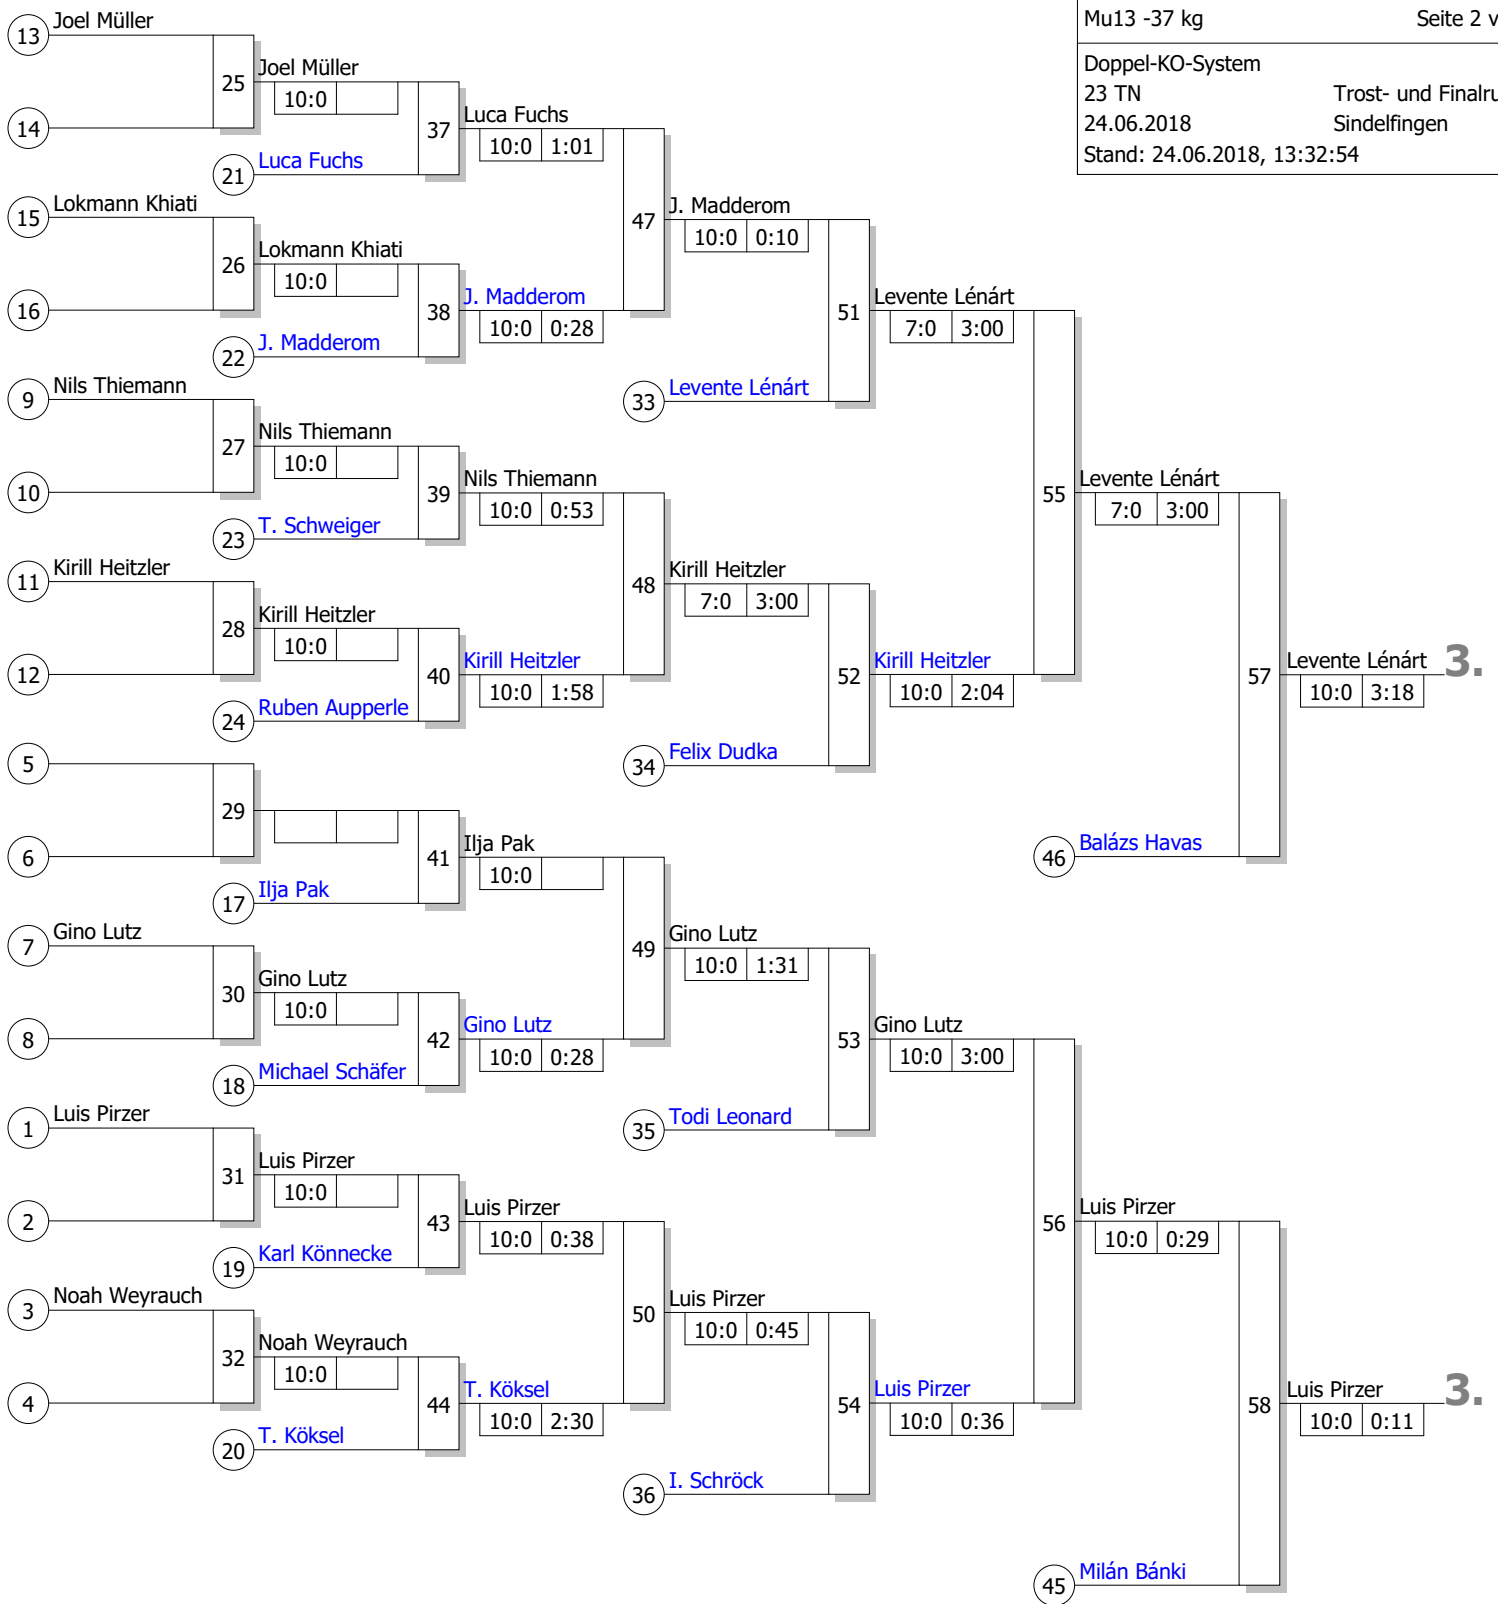 Mu13 -37 kg Seite 2 v
Doppel-KO-System
23 TN Trost- und Finalru
24.06.2018 Sindelfingen
Stand: 24.06.2018, 13:32:54
13 Joel Müller
25 Joel Müller
10:0
14
37 Luca Fuchs
10:0 1:01
21 Luca Fuchs
15 Lokmann Khiati
47 J. Madderom
10:0 0:10
26 Lokmann Khiati
10:0
16
38 J. Madderom
10:0 0:28
22 J. Madderom
51 Levente Lénárt
7:0 3:00
9 Nils Thiemann
33 Levente Lénárt
27 Nils Thiemann
10:0
10
39 Nils Thiemann
10:0 0:53
23 T. Schweiger
55 Levente Lénárt
7:0 3:00
11 Kirill Heitzler
48 Kirill Heitzler
7:0 3:00
28 Kirill Heitzler
10:0
12
40 Kirill Heitzler
10:0 1:58
24 Ruben Aupperle
52 Kirill Heitzler
10:0 2:04
57 Levente Lénárt 3.
10:0 3:18
5
34 Felix Dudka
29
6
41 Ilja Pak
10:0
46 Balázs Havas
17 Ilja Pak
7 Gino Lutz
49 Gino Lutz
10:0 1:31
30 Gino Lutz
10:0
8
42 Gino Lutz
10:0 0:28
53 Gino Lutz
10:0 3:00
18 Michael Schäfer
1 Luis Pirzer
35 Todi Leonard
31 Luis Pirzer
10:0
2
43 Luis Pirzer
10:0 0:38
56 Luis Pirzer
10:0 0:29
19 Karl Könnecke
3 Noah Weyrauch
50 Luis Pirzer
10:0 0:45
32 Noah Weyrauch
10:0
4
44 T. Köksel
10:0 2:30
54 Luis Pirzer
10:0 0:36
58 Luis Pirzer 3.
10:0 0:11
20 T. Köksel
36 I. Schröck
45 Milán Bánki